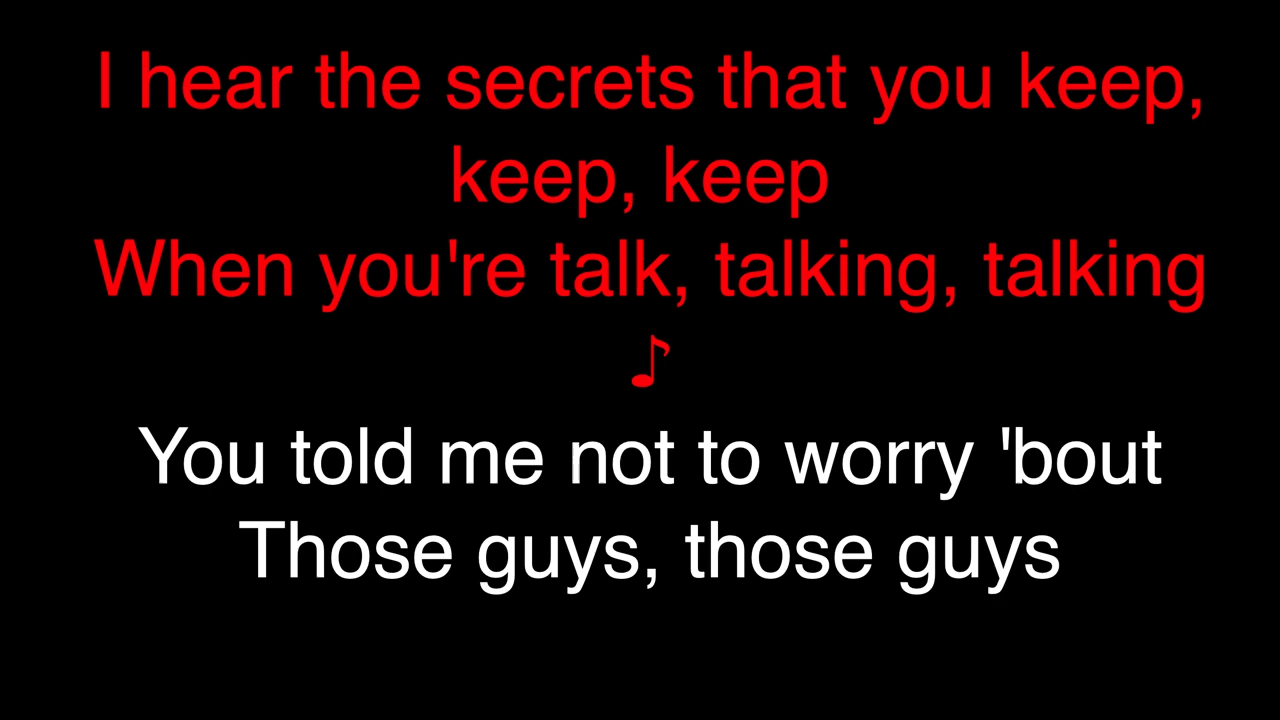 I hear the secrets that you keep,
keep, keep
When you're talk, talking, talking
♪
You told me not to worry 'bout
Those guys, those guys